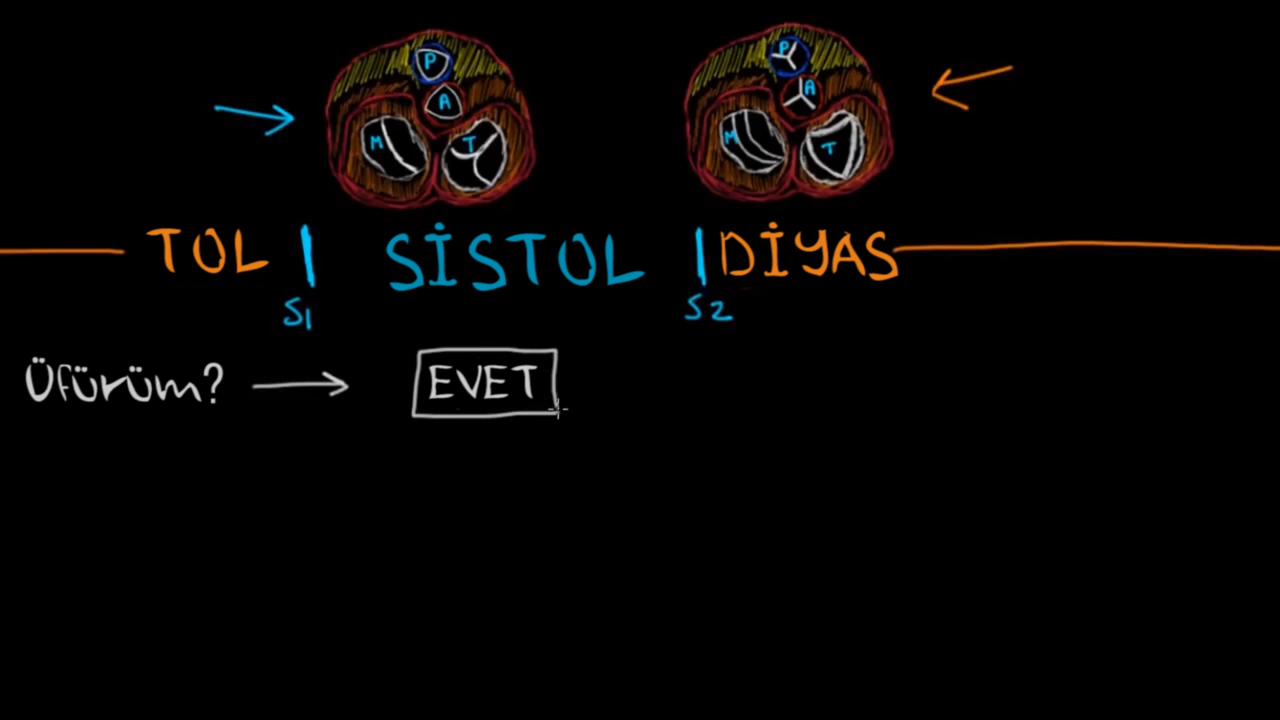 P
A
M T
P
A
M T
TOL | SİSTOL | DİYAS
S1 S2
Üfürüm? → EVET